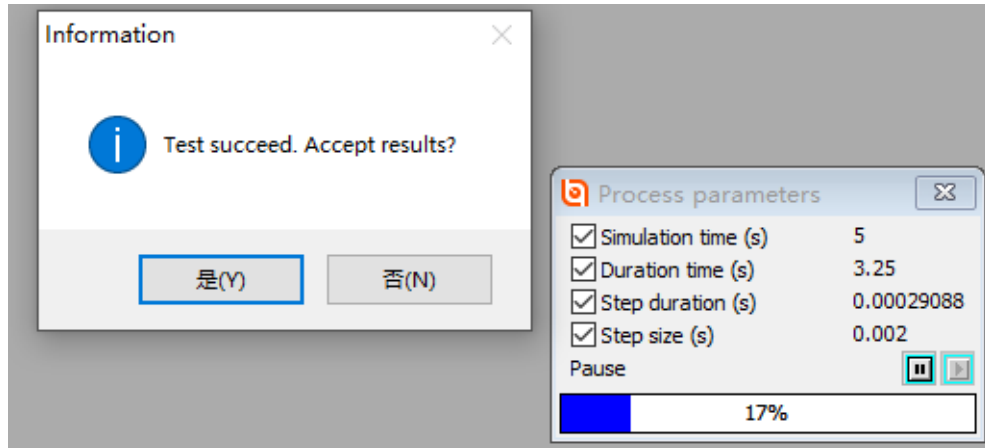 Information
Test succeed. Accept results?
是(Y)
否(N)
Process parameters
Simulation time (s) 5
Duration time (s) 3.25
Step duration (s) 0.00029088
Step size (s) 0.002
Pause
17%